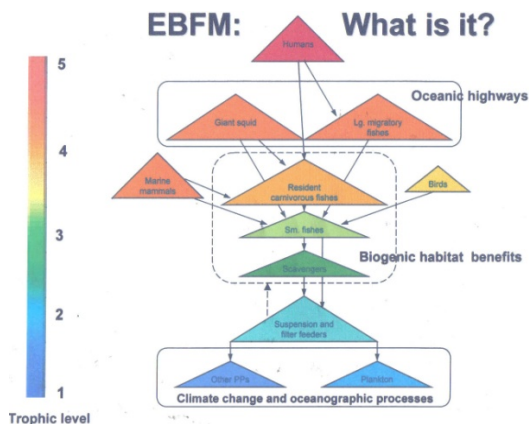 EBFM: What is it?
Humans
5
Oceanic highways
Giant squid
Lg. migratory
fishes
4
Marine
mammals
Resident
carnivorous fishes
Birds
Sm. fishes
3
Biogenic habitat benefits
Scavengers
2
Suspension and
filter feeders
Other PPs
Plankton
1
Climate change and oceanographic processes
Trophic level